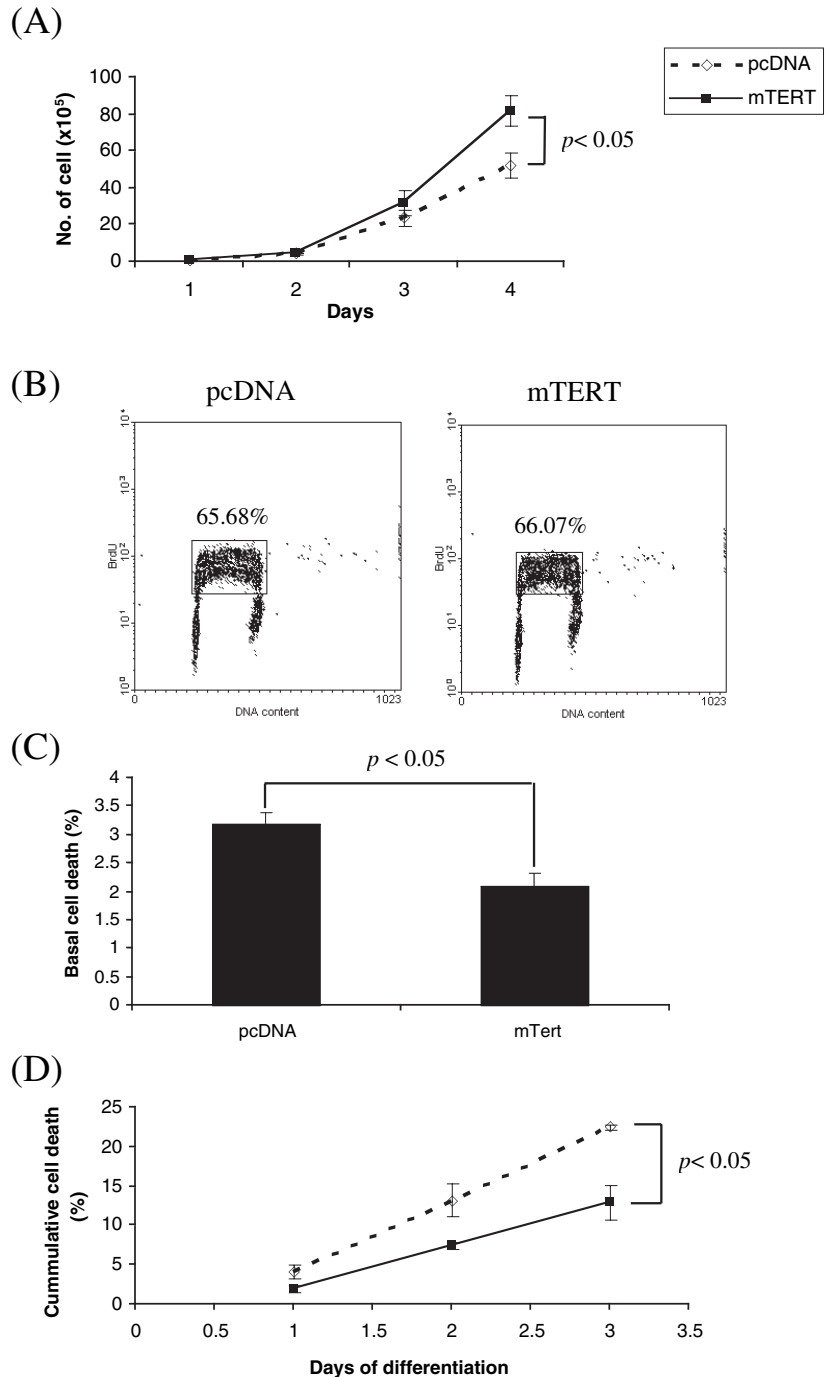 (A)
pcDNA
mTERT
No. of cell (x10⁵)
100
80
60
40
20
0
p< 0.05
1 2 3 4
Days
(B)
pcDNA
mTERT
BrdU
10⁴
10³
10²
10¹
10⁰
65.68%
0 1023
DNA content
BrdU
10⁴
10³
10²
10¹
10⁰
66.07%
0 1023
DNA content
(C)
p < 0.05
Basal cell death (%)
4
3.5
3
2.5
2
1.5
1
0.5
0
pcDNA mTert
(D)
Cummulative cell death
(%)
25
20
15
10
5
0
p< 0.05
0 0.5 1 1.5 2 2.5 3 3.5
Days of differentiation